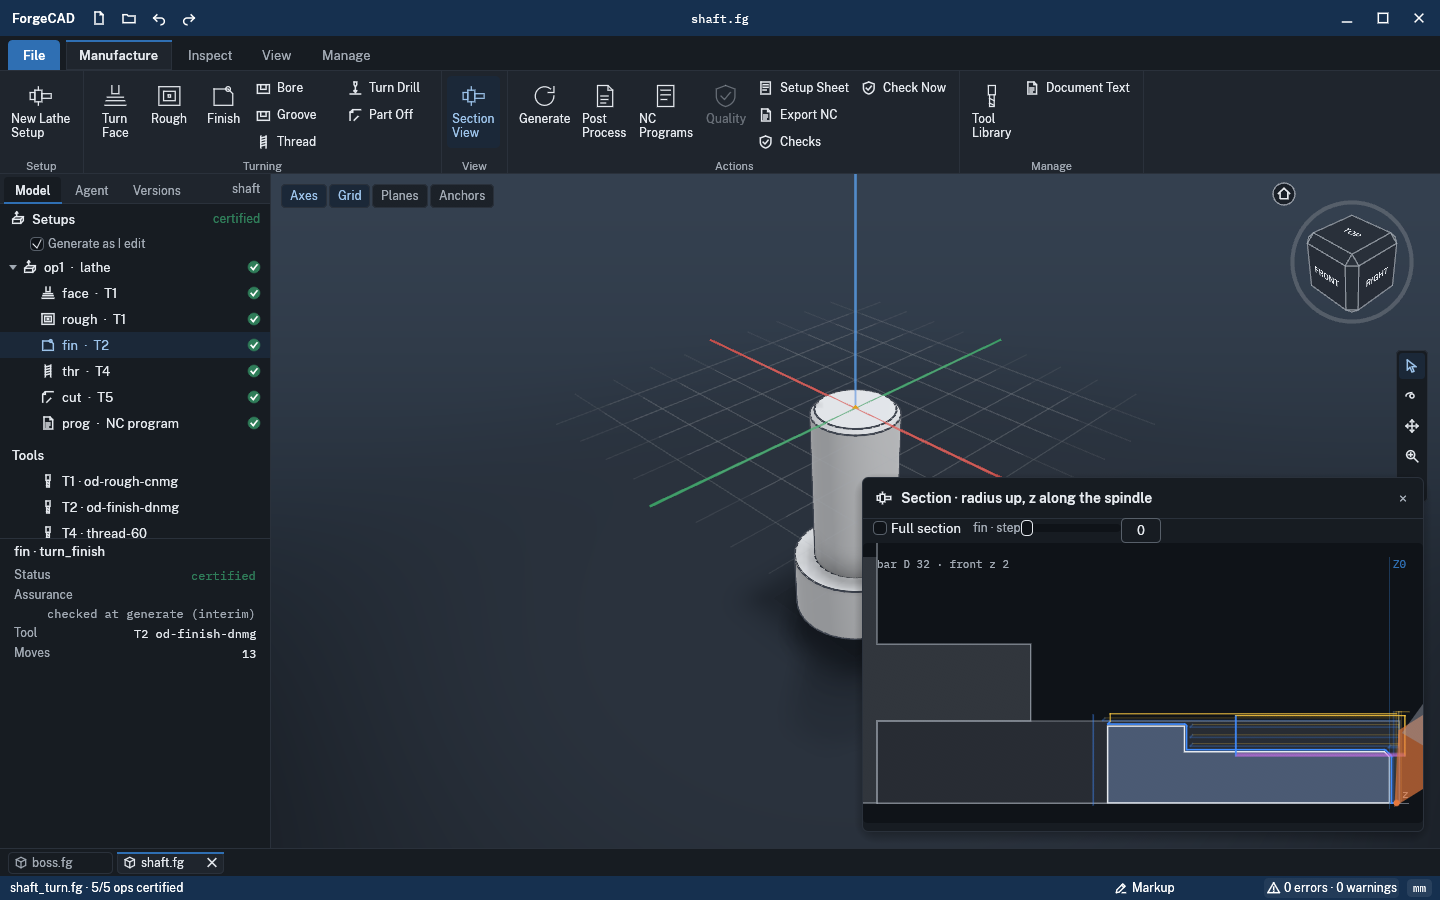 ForgeCAD
shaft.fg
File
Manufacture
Inspect
View
Manage
New Lathe Setup
Setup
Turn Face
Rough
Finish
Bore
Groove
Thread
Turn Drill
Part Off
Turning
Section View
View
Generate
Post Process
NC Programs
Quality
Setup Sheet
Export NC
Checks
Check Now
Actions
Tool Library
Document Text
Manage
Model
Agent
Versions
shaft
Setups
certified
Generate as I edit
op1 · lathe
face · T1
rough · T1
fin · T2
thr · T4
cut · T5
prog · NC program
Tools
T1 · od-rough-cnmg
T2 · od-finish-dnmg
T4 · thread-60
fin · turn_finish
Status
certified
Assurance
checked at generate (interim)
Tool
T2 od-finish-dnmg
Moves
13
Axes
Grid
Planes
Anchors
TOP
FRONT
RIGHT
Section · radius up, z along the spindle
×
Full section
fin · step
0
bar D 32 · front z 2
Z0
Z
boss.fg
shaft.fg
shaft_turn.fg · 5/5 ops certified
Markup
0 errors · 0 warnings
mm